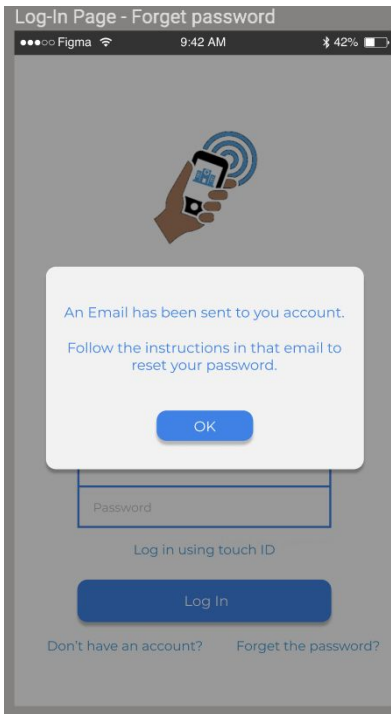 Log-In Page - Forget password
Figma 9:42 AM 42%
An Email has been sent to you account.
Follow the instructions in that email to
reset your password.
OK
Password
Log in using touch ID
Log In
Don't have an account? Forget the password?